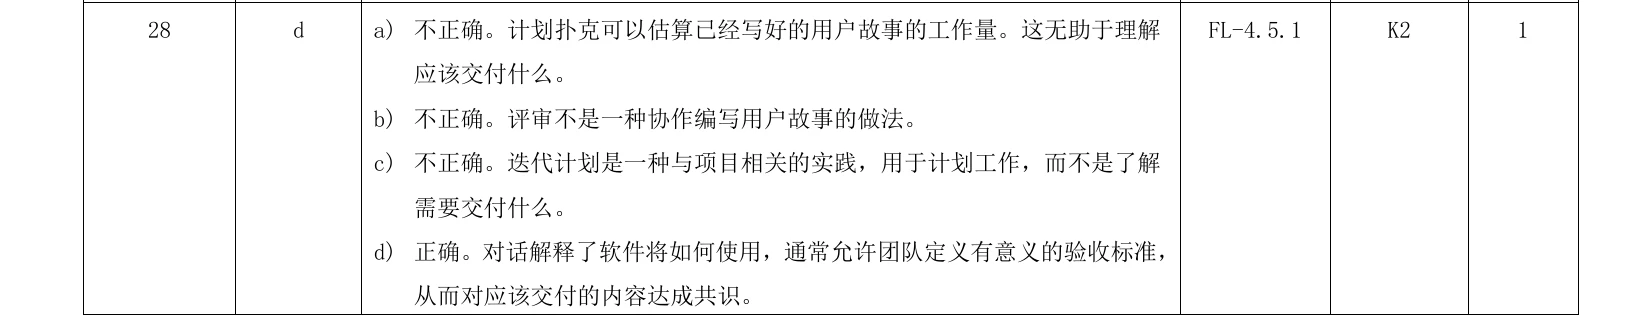 28 d a) 不正确。计划扑克可以估算已经写好的用户故事的工作量。这无助于理解 FL-4.5.1 K2 1
应该交付什么。
b) 不正确。评审不是一种协作编写用户故事的做法。
c) 不正确。迭代计划是一种与项目相关的实践，用于计划工作，而不是了解
需要交付什么。
d) 正确。对话解释了软件将如何使用，通常允许团队定义有意义的验收标准，
从而对应该交付的内容达成共识。